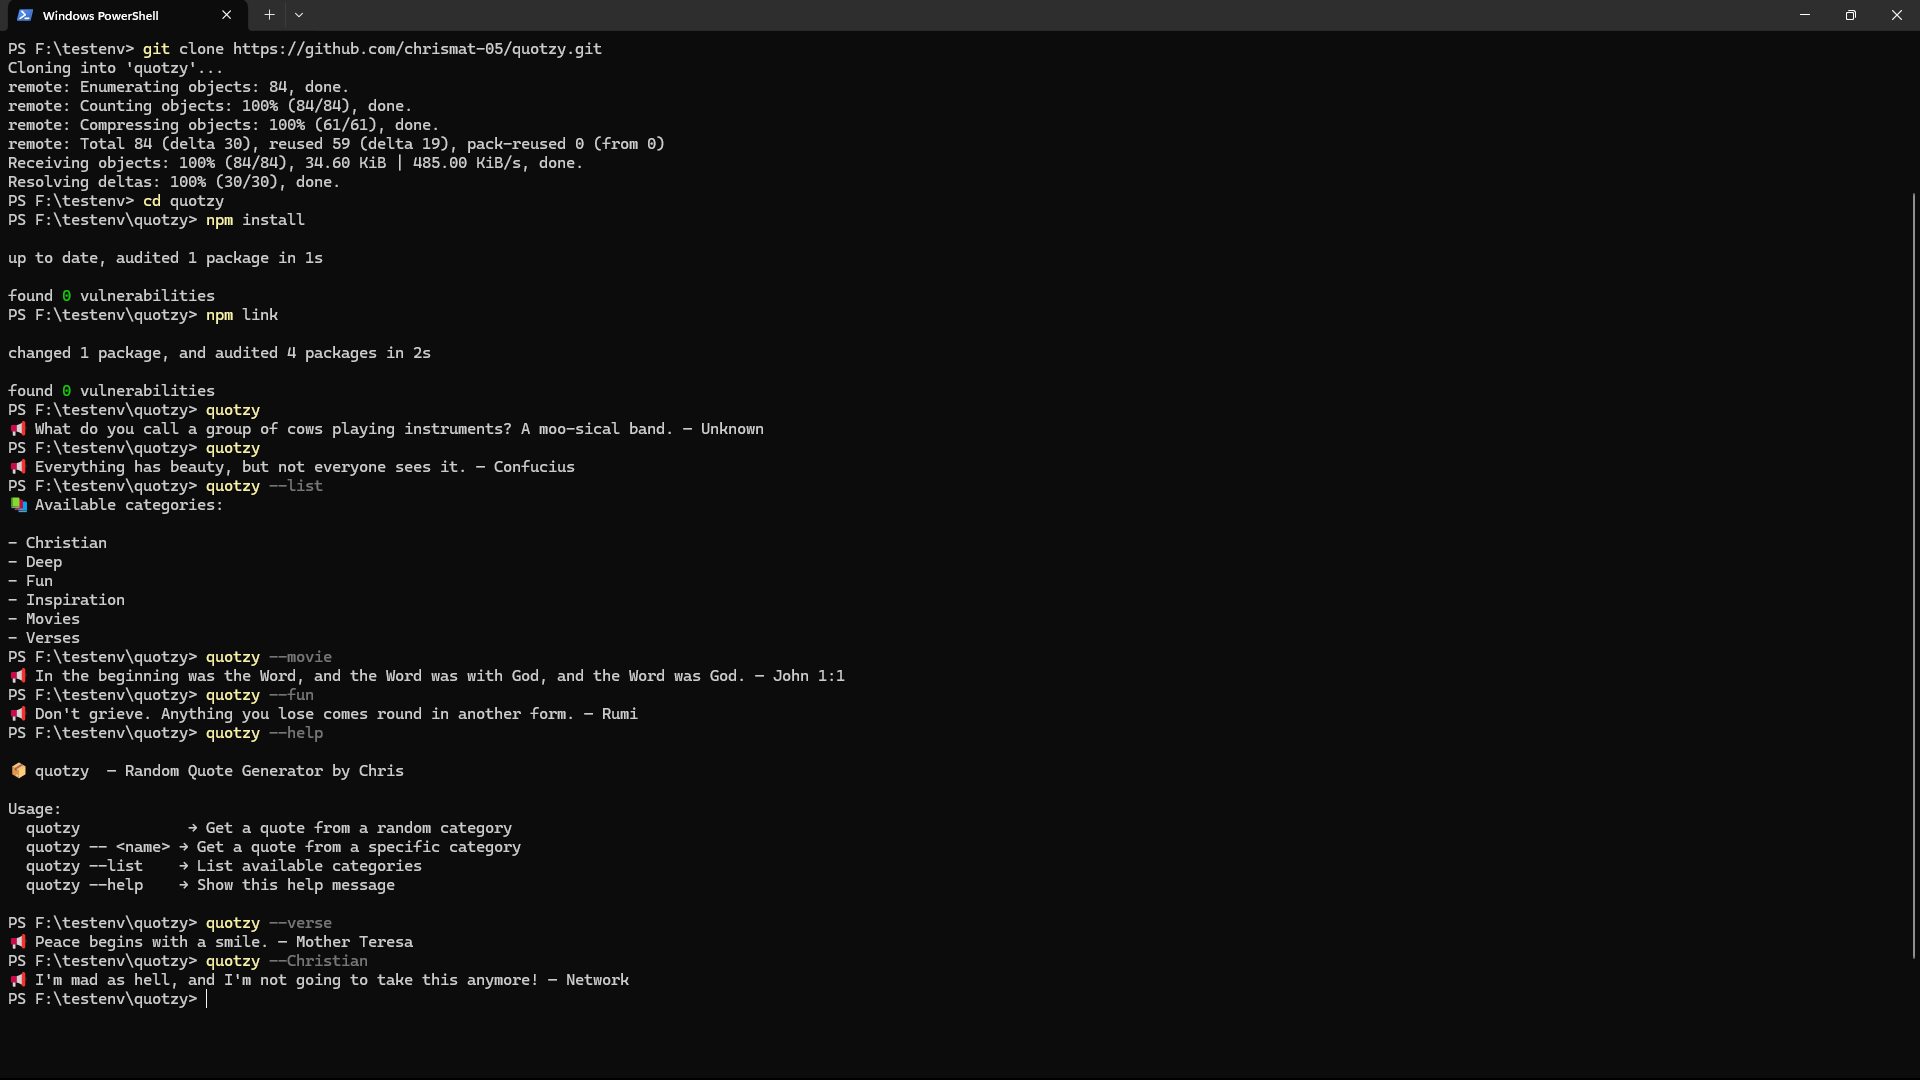 Windows PowerShell
PS F:\testenv> git clone https://github.com/chrismat-05/quotzy.git
Cloning into 'quotzy'...
remote: Enumerating objects: 84, done.
remote: Counting objects: 100% (84/84), done.
remote: Compressing objects: 100% (61/61), done.
remote: Total 84 (delta 30), reused 59 (delta 19), pack-reused 0 (from 0)
Receiving objects: 100% (84/84), 34.60 KiB | 485.00 KiB/s, done.
Resolving deltas: 100% (30/30), done.
PS F:\testenv> cd quotzy
PS F:\testenv\quotzy> npm install
up to date, audited 1 package in 1s
found 0 vulnerabilities
PS F:\testenv\quotzy> npm link
changed 1 package, and audited 4 packages in 2s
found 0 vulnerabilities
PS F:\testenv\quotzy> quotzy
📢 What do you call a group of cows playing instruments? A moo-sical band. — Unknown
PS F:\testenv\quotzy> quotzy
📢 Everything has beauty, but not everyone sees it. — Confucius
PS F:\testenv\quotzy> quotzy --list
📚 Available categories:
- Christian
- Deep
- Fun
- Inspiration
- Movies
- Verses
PS F:\testenv\quotzy> quotzy --movie
📢 In the beginning was the Word, and the Word was with God, and the Word was God. — John 1:1
PS F:\testenv\quotzy> quotzy --fun
📢 Don't grieve. Anything you lose comes round in another form. — Rumi
PS F:\testenv\quotzy> quotzy --help
📦 quotzy  — Random Quote Generator by Chris
Usage:
  quotzy            → Get a quote from a random category
  quotzy -- <name> → Get a quote from a specific category
  quotzy --list    → List available categories
  quotzy --help    → Show this help message
PS F:\testenv\quotzy> quotzy --verse
📢 Peace begins with a smile. — Mother Teresa
PS F:\testenv\quotzy> quotzy --Christian
📢 I'm mad as hell, and I'm not going to take this anymore! — Network
PS F:\testenv\quotzy>